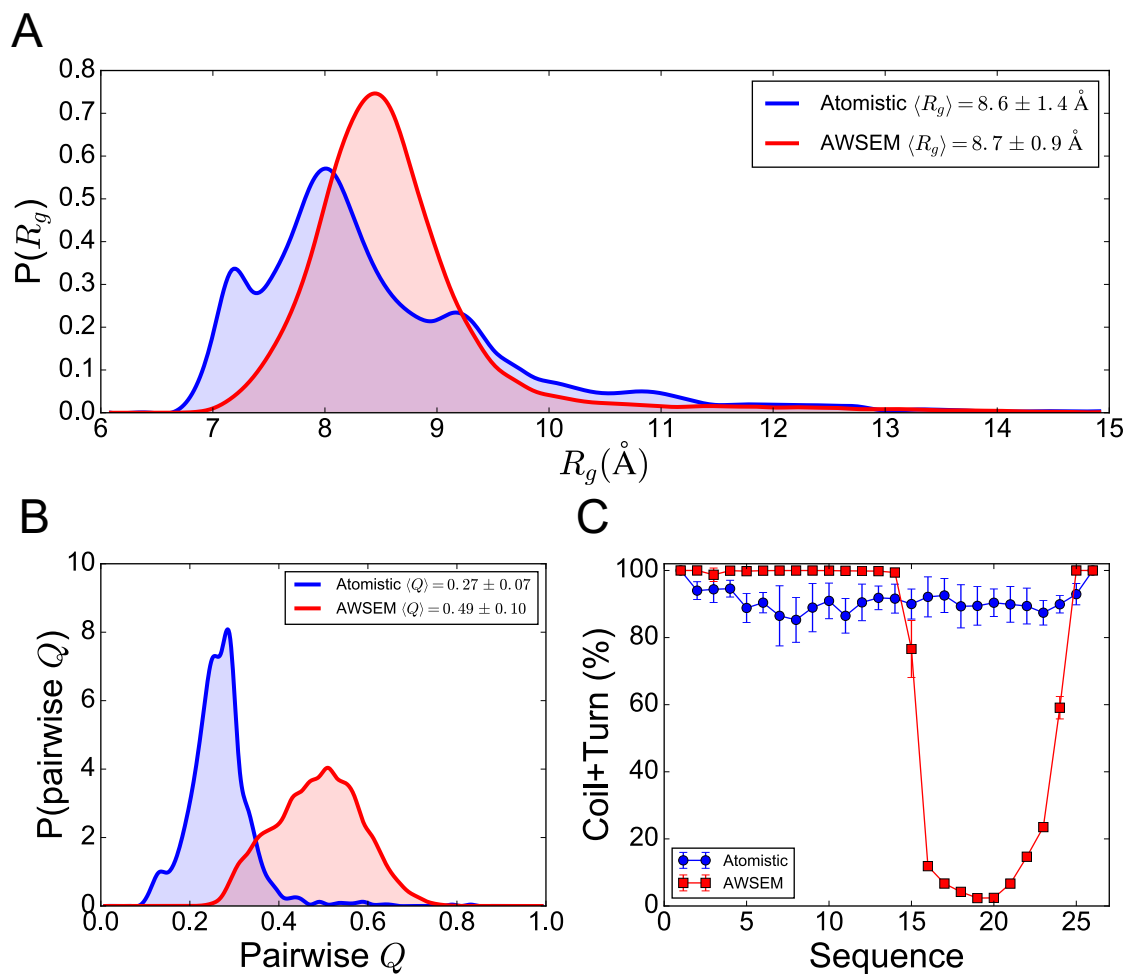 A
P(R_g)
0.8
0.7
0.6
0.5
0.4
0.3
0.2
0.1
0.0
Atomistic ⟨R_g⟩ = 8.6 ± 1.4 Å
AWSEM ⟨R_g⟩ = 8.7 ± 0.9 Å
6 7 8 9 10 11 12 13 14 15
R_g(Å)
B
P(pairwise Q)
10
8
6
4
2
0
Atomistic ⟨Q⟩ = 0.27 ± 0.07
AWSEM ⟨Q⟩ = 0.49 ± 0.10
0.0 0.2 0.4 0.6 0.8 1.0
Pairwise Q
C
Coil+Turn (%)
100
80
60
40
20
0
Atomistic
AWSEM
0 5 10 15 20 25
Sequence